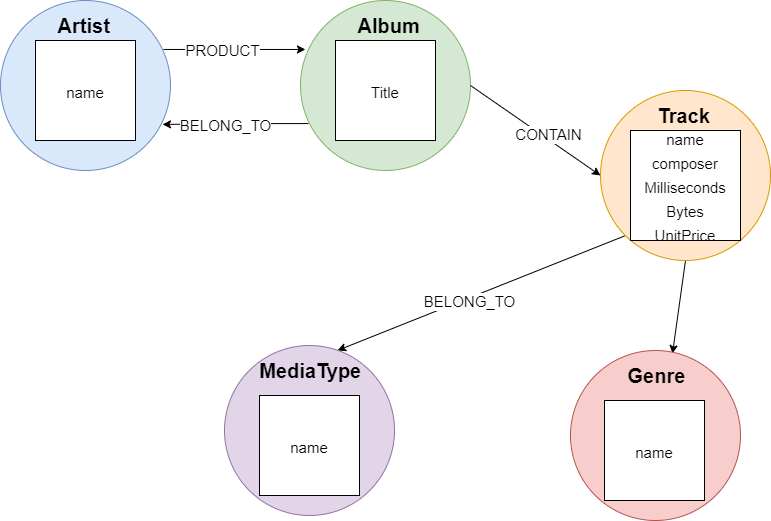 Artist
name
PRODUCT
BELONG_TO
Album
Title
CONTAIN
Track
name
composer
Milliseconds
Bytes
UnitPrice
BELONG_TO
MediaType
name
Genre
name